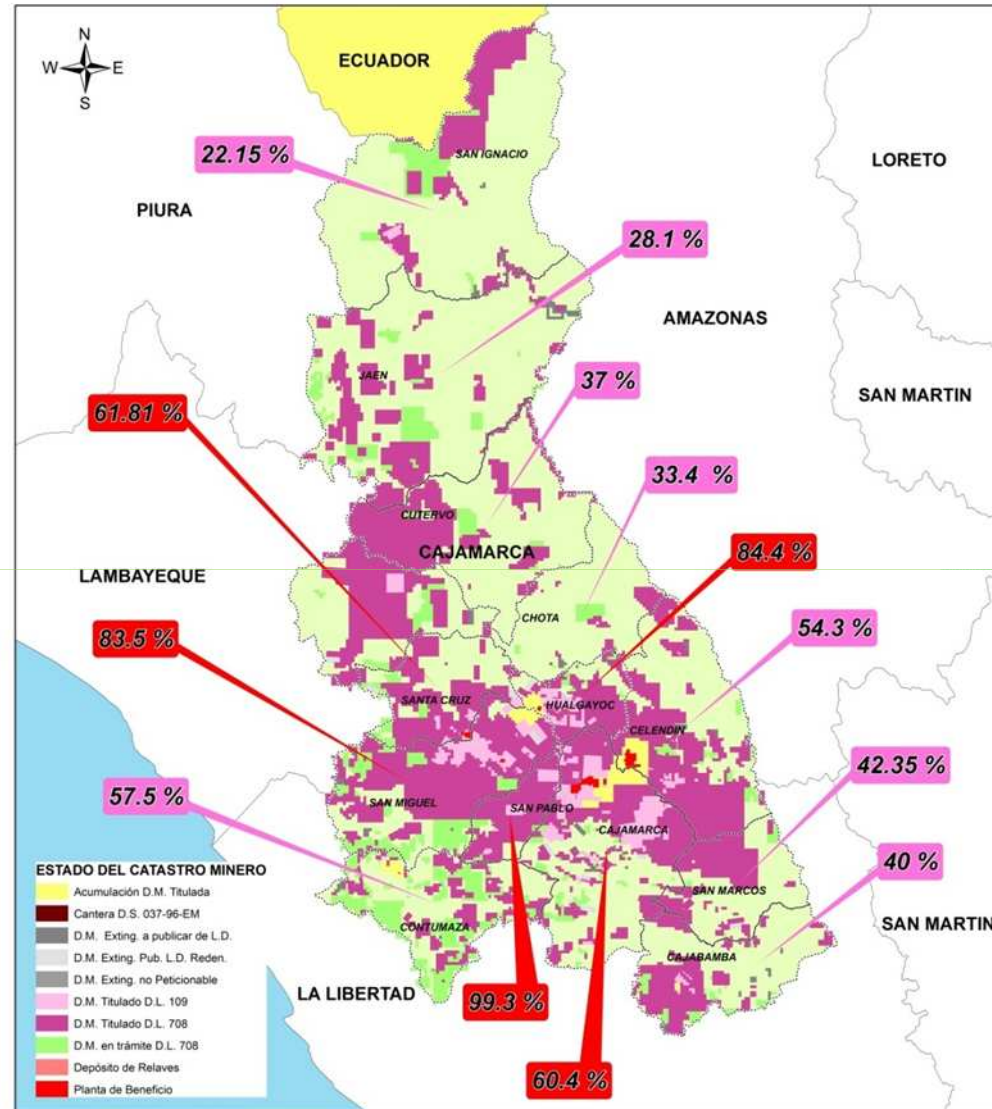 N
W E
S
ECUADOR
SAN IGNACIO
22.15 %
LORETO
PIURA
28.1 %
AMAZONAS
JAEN
37 %
SAN MARTIN
61.81 %
33.4 %
CUTERVO
CAJAMARCA
84.4 %
LAMBAYEQUE
CHOTA
83.5 %
54.3 %
SANTA CRUZ
HUALGAYOC
CELENDIN
42.35 %
57.5 %
SAN MIGUEL
SAN PABLO
CAJAMARCA
40 %
SAN MARCOS
SAN MARTIN
CONTUMAZA
CAJABAMBA
LA LIBERTAD
99.3 %
60.4 %
ESTADO DEL CATASTRO MINERO
Acumulación D.M. Titulada
Cantera D.S. 037-96-EM
D.M. Exting. a publicar de L.D.
D.M. Exting. Pub. L.D. Reden.
D.M. Exting. no Peticionable
D.M. Titulado D.L. 109
D.M. Titulado D.L. 708
D.M. en trámite D.L. 708
Depósito de Relaves
Planta de Beneficio